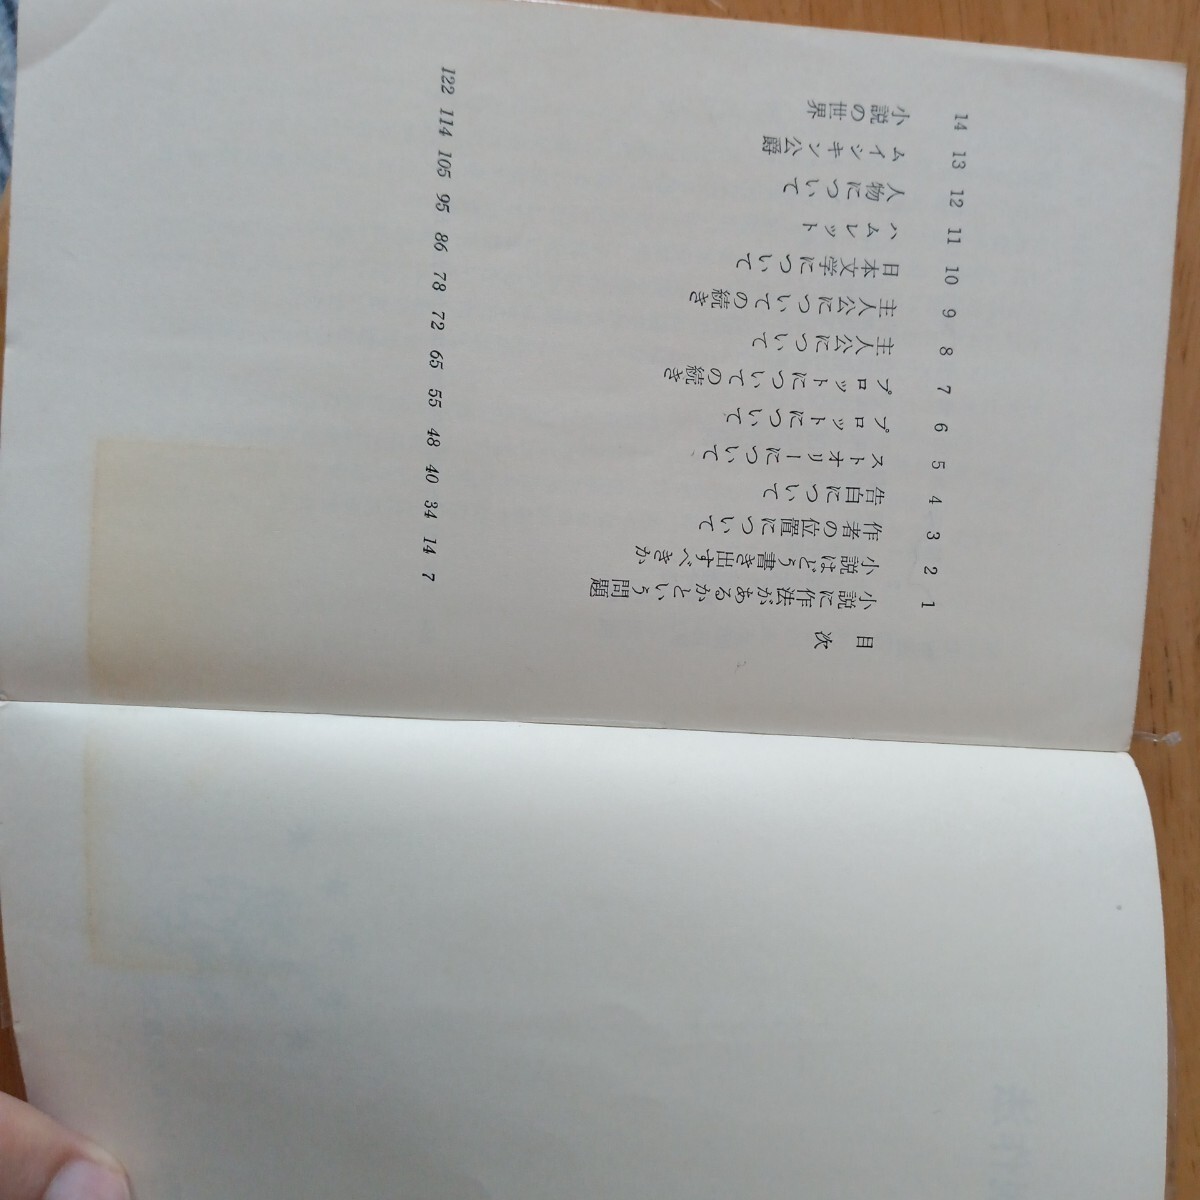 目次
1 小説に作法があるかという問題 7
2 小説はどう書き出すべきか 14
3 作者の位置について 34
4 告白について 40
5 ストオリーについて 48
6 プロットについて 55
7 プロットについての続き 65
8 主人公について 72
9 主人公についての続き 78
10 日本文学について 86
11 ハムレット 95
12 人物について 105
13 ムイシキン公爵 114
14 小説の世界 122